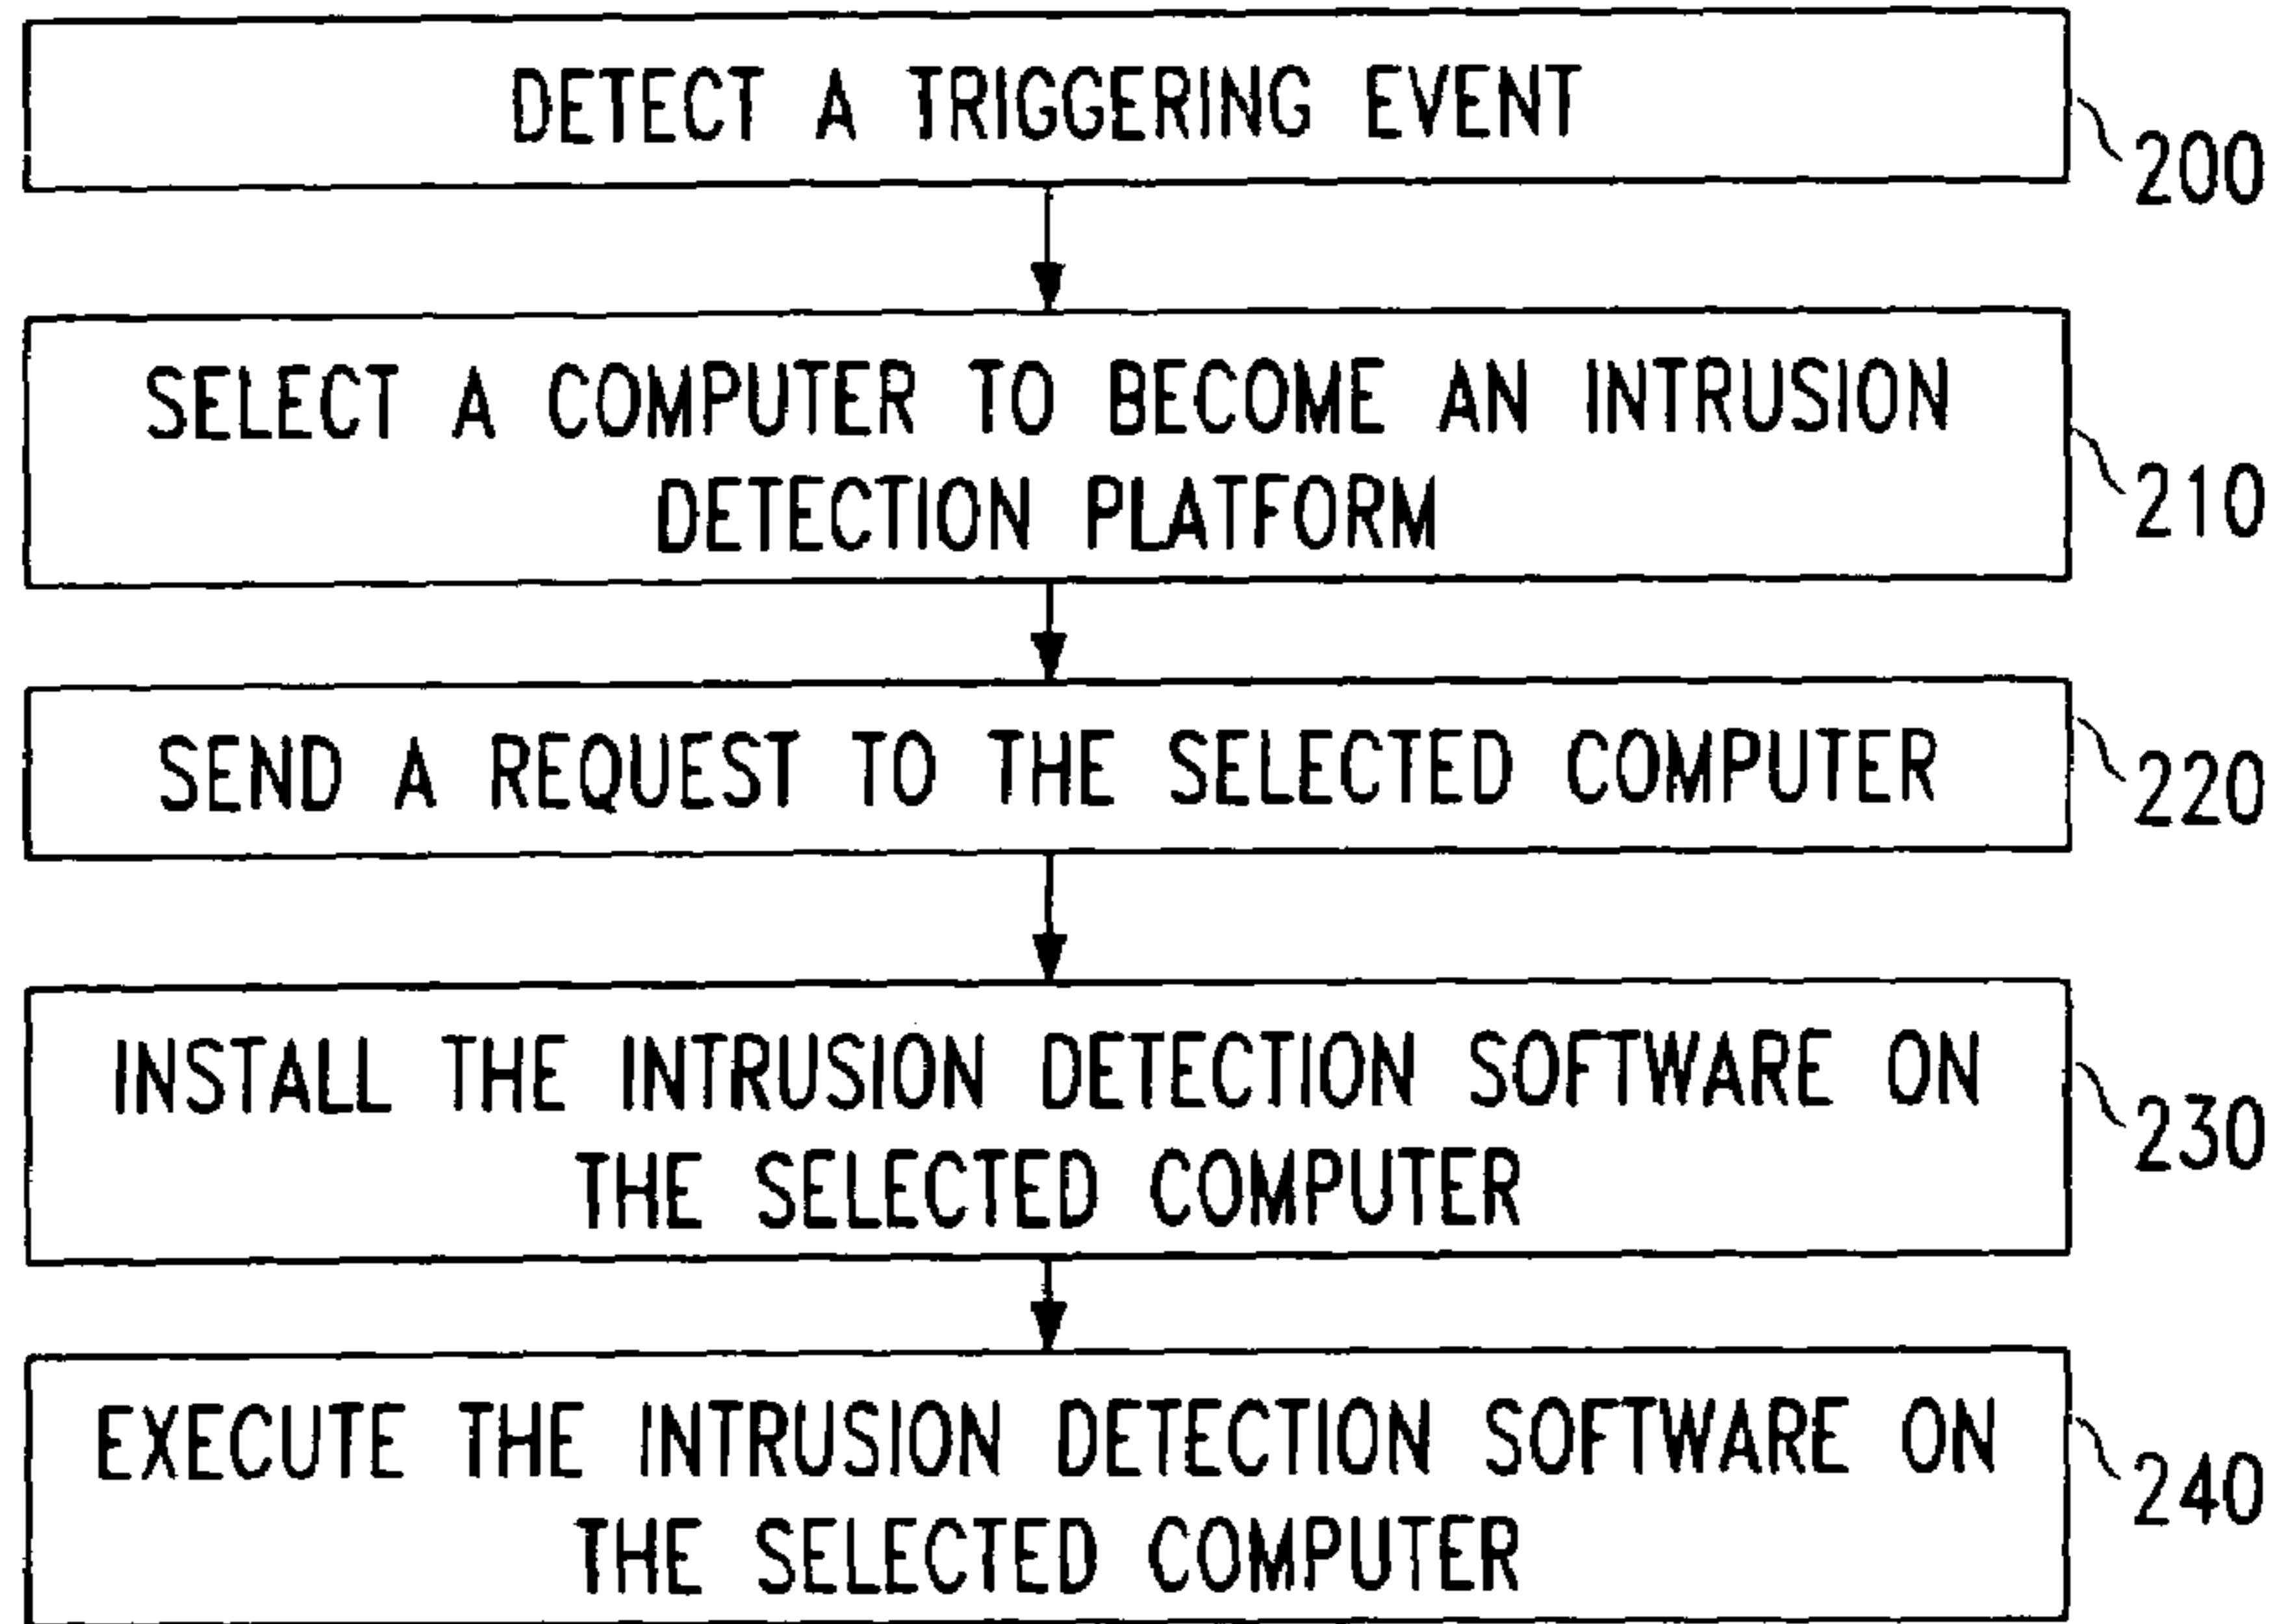 DETECT A TRIGGERING EVENT
200
SELECT A COMPUTER TO BECOME AN INTRUSION
DETECTION PLATFORM
210
SEND A REQUEST TO THE SELECTED COMPUTER
220
INSTALL THE INTRUSION DETECTION SOFTWARE ON
THE SELECTED COMPUTER
230
EXECUTE THE INTRUSION DETECTION SOFTWARE ON
THE SELECTED COMPUTER
240